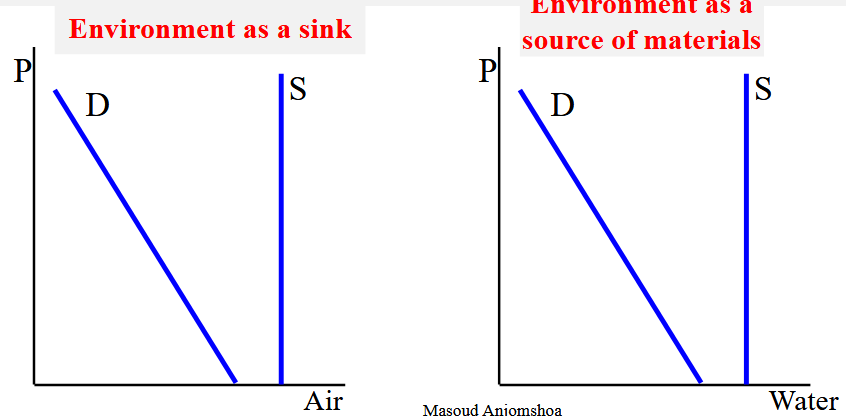 Environment as a sink
Environment as a
source of materials
P
D
S
Air
P
D
S
Water
Masoud Anjomshoa